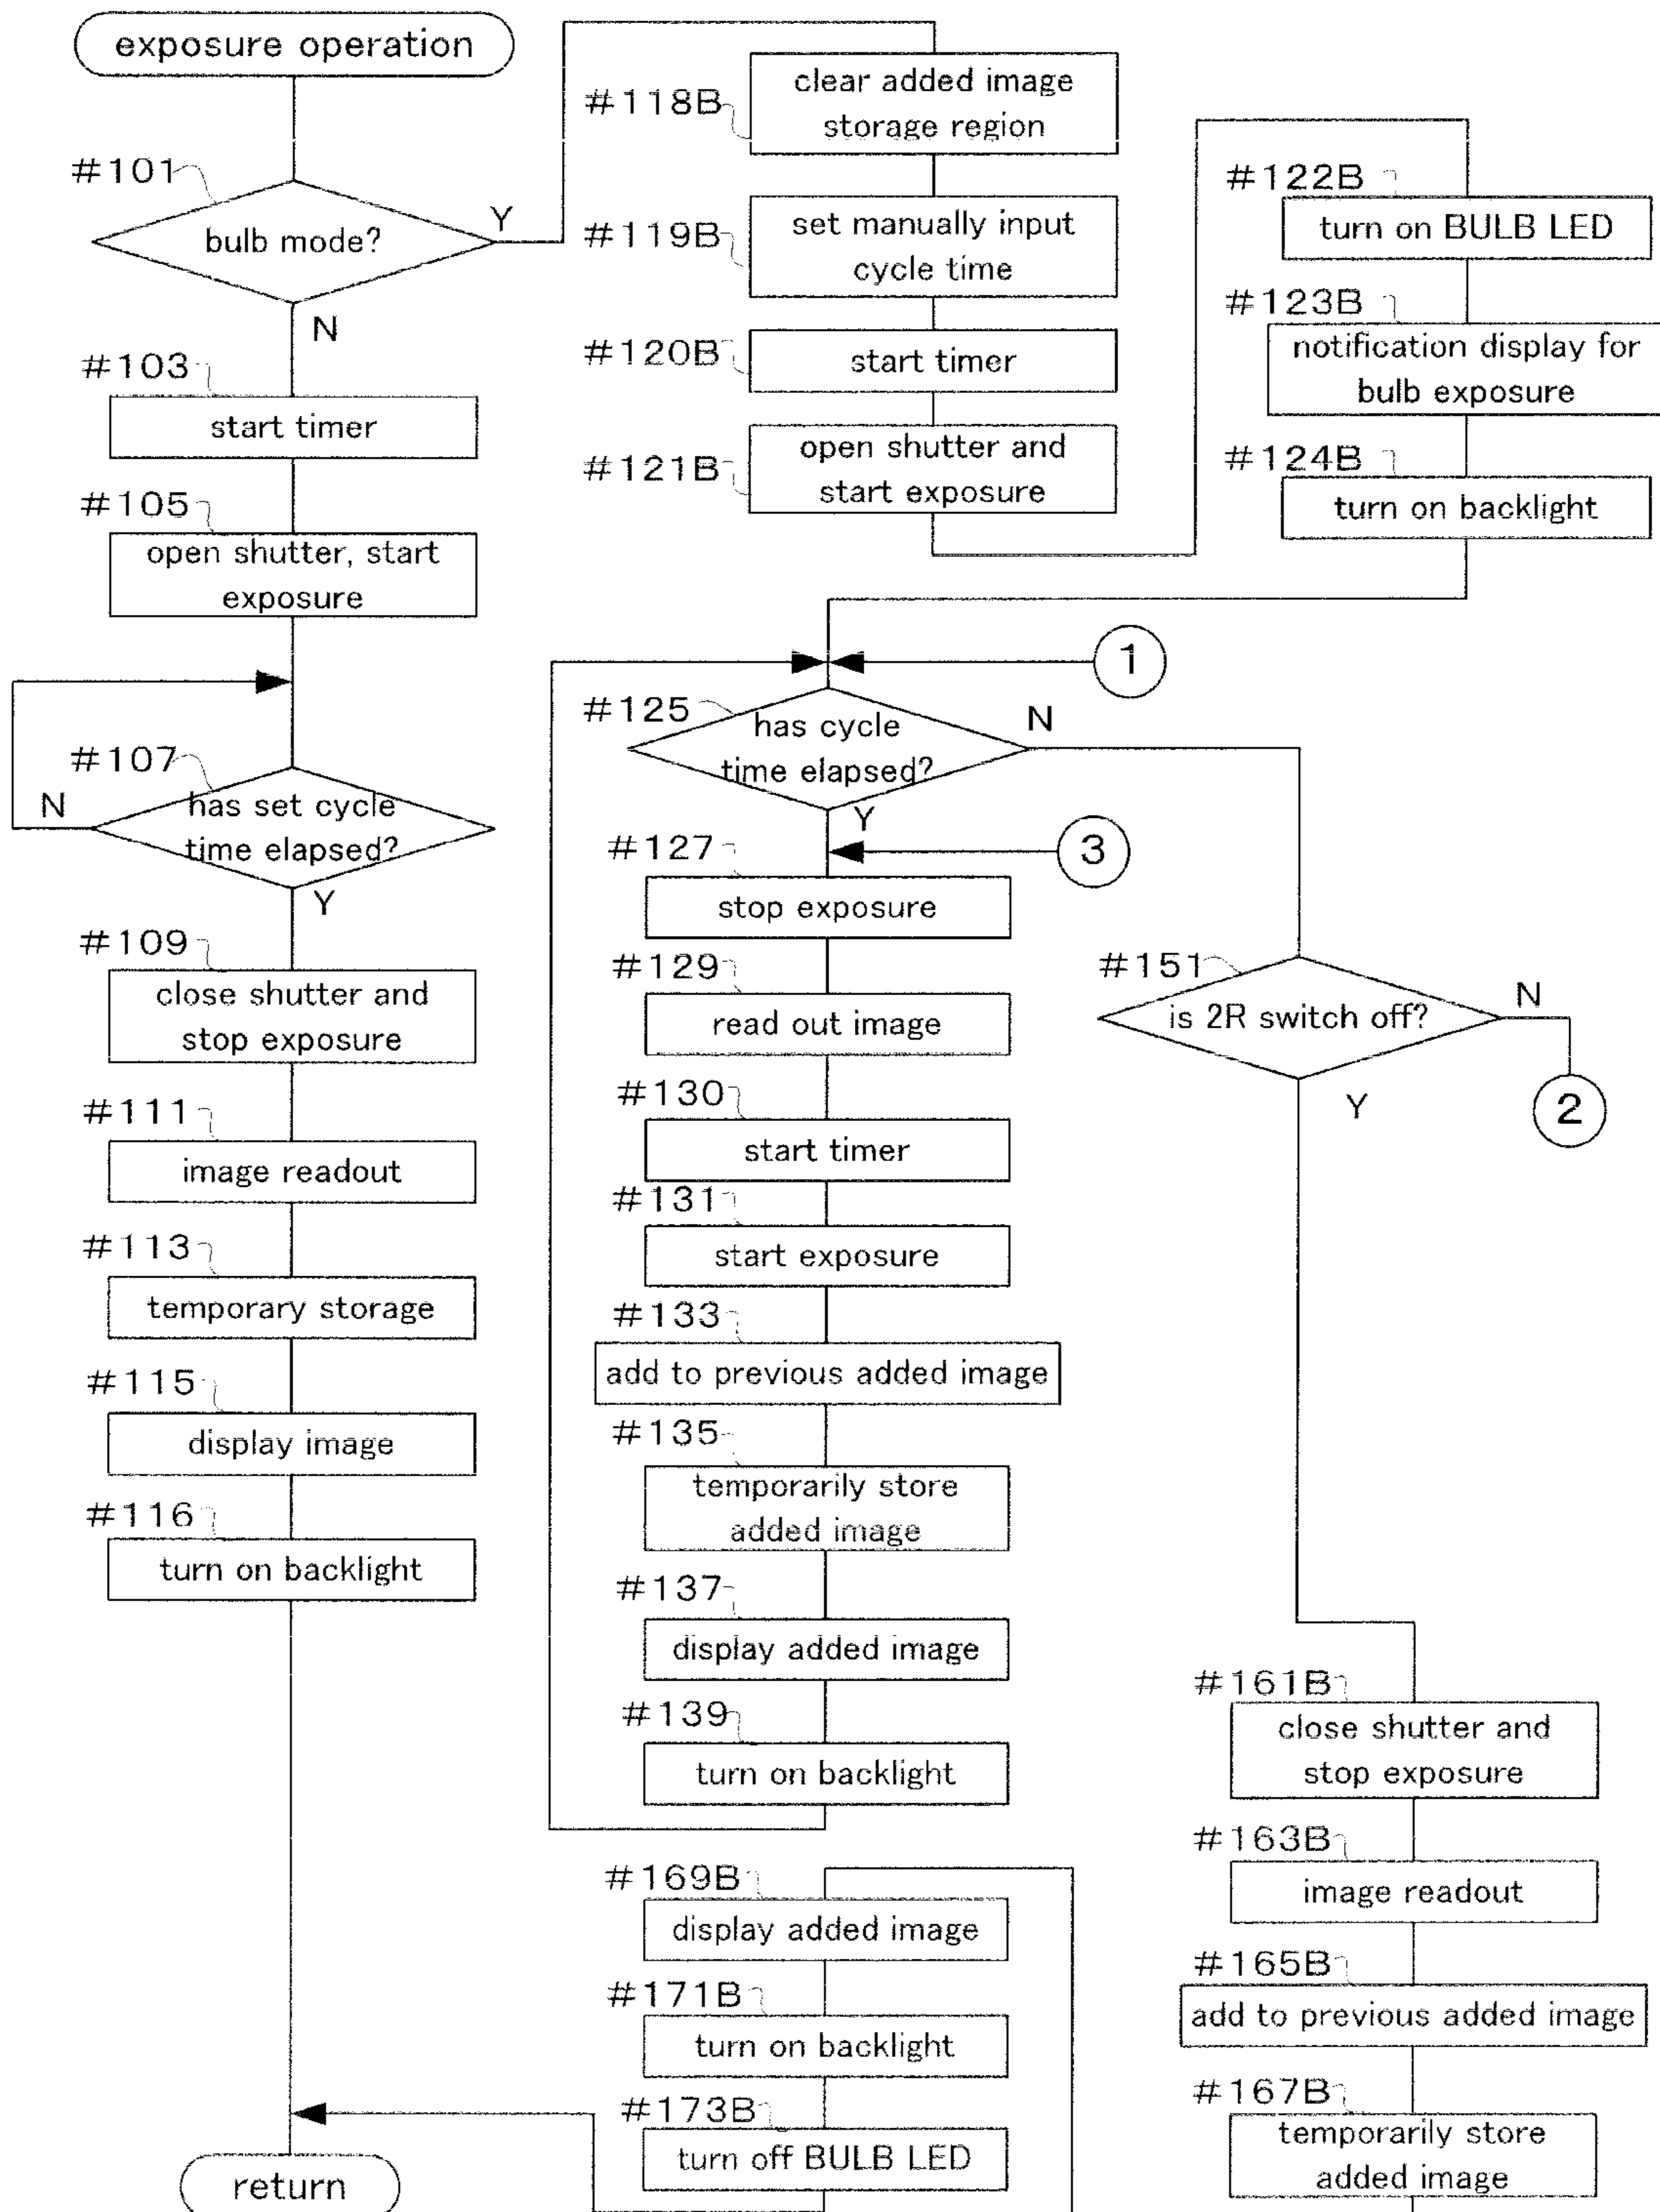 exposure operation
#101
bulb mode?
Y
N
#103
start timer
#105
open shutter, start
exposure
#107
has set cycle
time elapsed?
N
Y
#109
close shutter and
stop exposure
#111
image readout
#113
temporary storage
#115
display image
#116
turn on backlight
return
#118B
clear added image
storage region
#119B
set manually input
cycle time
#120B
start timer
#121B
open shutter and
start exposure
#122B
turn on BULB LED
#123B
notification display for
bulb exposure
#124B
turn on backlight
1
#125
has cycle
time elapsed?
N
Y
3
#127
stop exposure
#129
read out image
#130
start timer
#131
start exposure
#133
add to previous added image
#135
temporarily store
added image
#137
display added image
#139
turn on backlight
#151
is 2R switch off?
N
2
Y
#161B
close shutter and
stop exposure
#163B
image readout
#165B
add to previous added image
#167B
temporarily store
added image
#169B
display added image
#171B
turn on backlight
#173B
turn off BULB LED